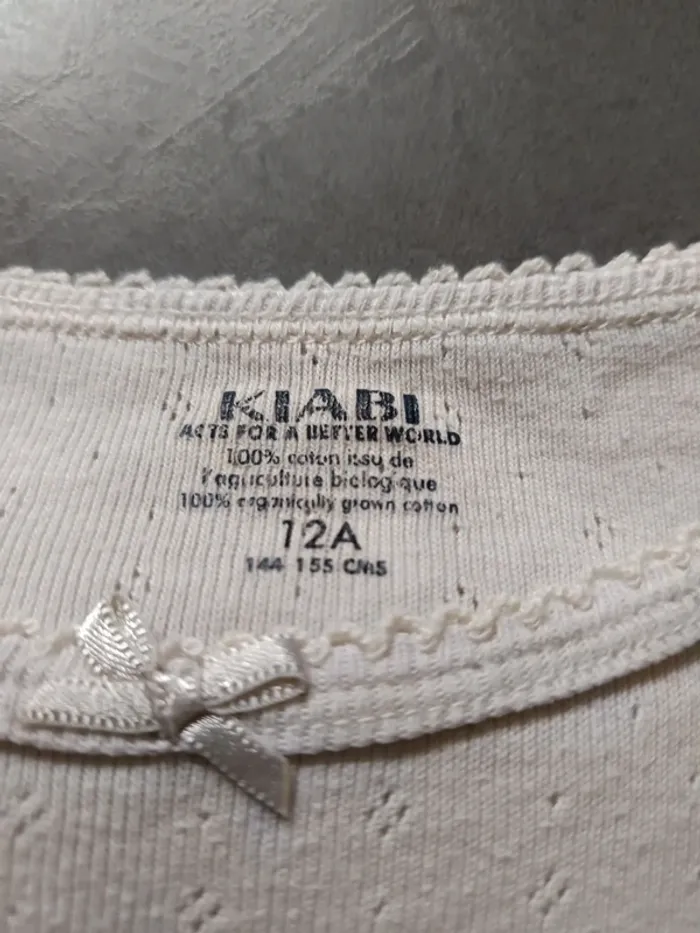 KIABI
ACTS FOR A BETTER WORLD
100% coton issu de
l'agriculture biologique
100% organically grown cotton
12A
144 155 CMS